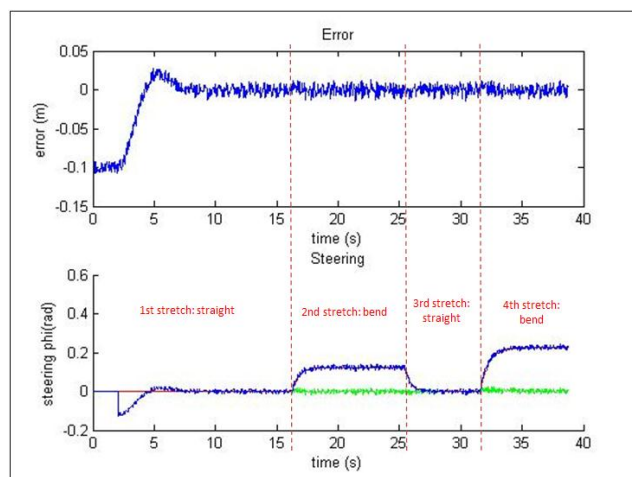 Error
0.05
0
-0.05
-0.1
-0.15
error (m)
0 5 10 15 20 25 30 35 40
time (s)
Steering
0.6
0.4
0.2
0
-0.2
steering phi(rad)
1st stretch: straight
2nd stretch: bend
3rd stretch:
straight
4th stretch:
bend
0 5 10 15 20 25 30 35 40
time (s)